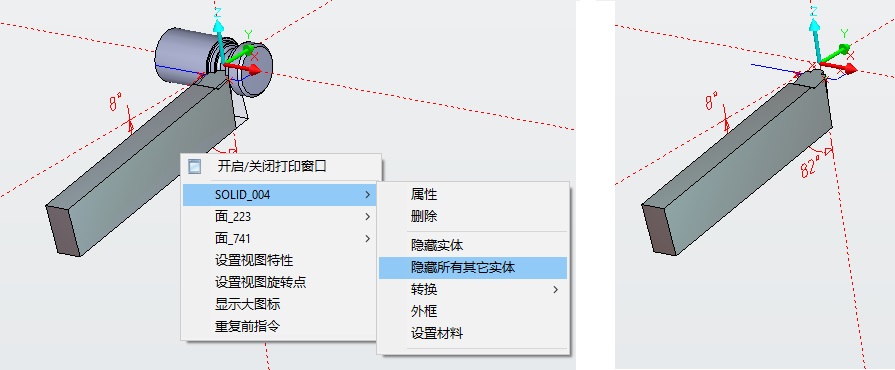 Z
Y
X
8°
开启/关闭打印窗口
SOLID_004
面_223
面_741
设置视图特性
设置视图旋转点
显示大图标
重复前指令
属性
删除
隐藏实体
隐藏所有其它实体
转换
外框
设置材料
Z
Y
X
8°
82°